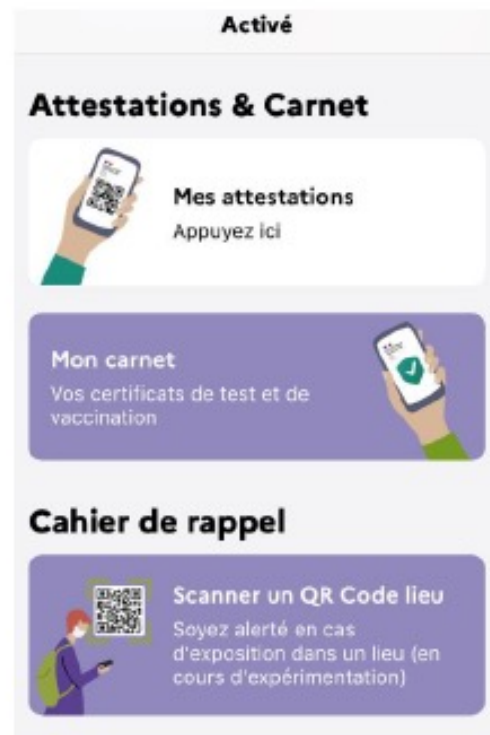 Activé
Attestations & Carnet
Mes attestations
Appuyez ici
Mon carnet
Vos certificats de test et de
vaccination
Cahier de rappel
Scanner un QR Code lieu
Soyez alerté en cas
d'exposition dans un lieu (en
cours d'expérimentation)